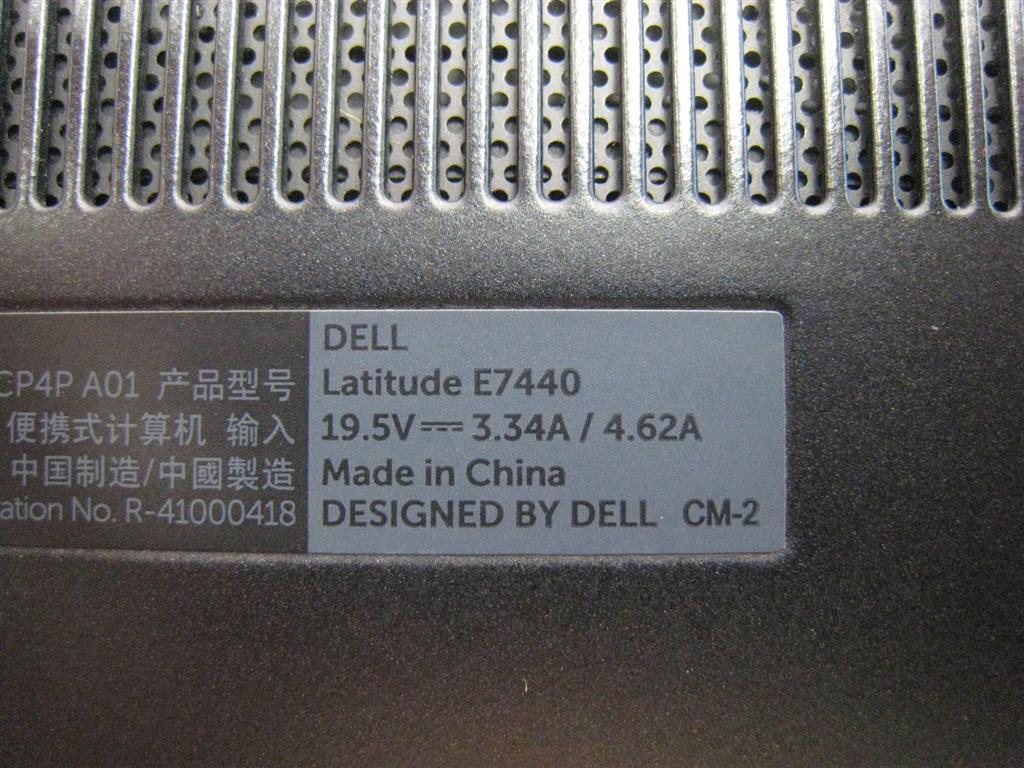 DELL
CP4P A01 产品型号 Latitude E7440
便携式计算机 输入 19.5V⎓3.34A / 4.62A
中国制造/中國製造 Made in China
ation No. R-41000418 DESIGNED BY DELL CM-2